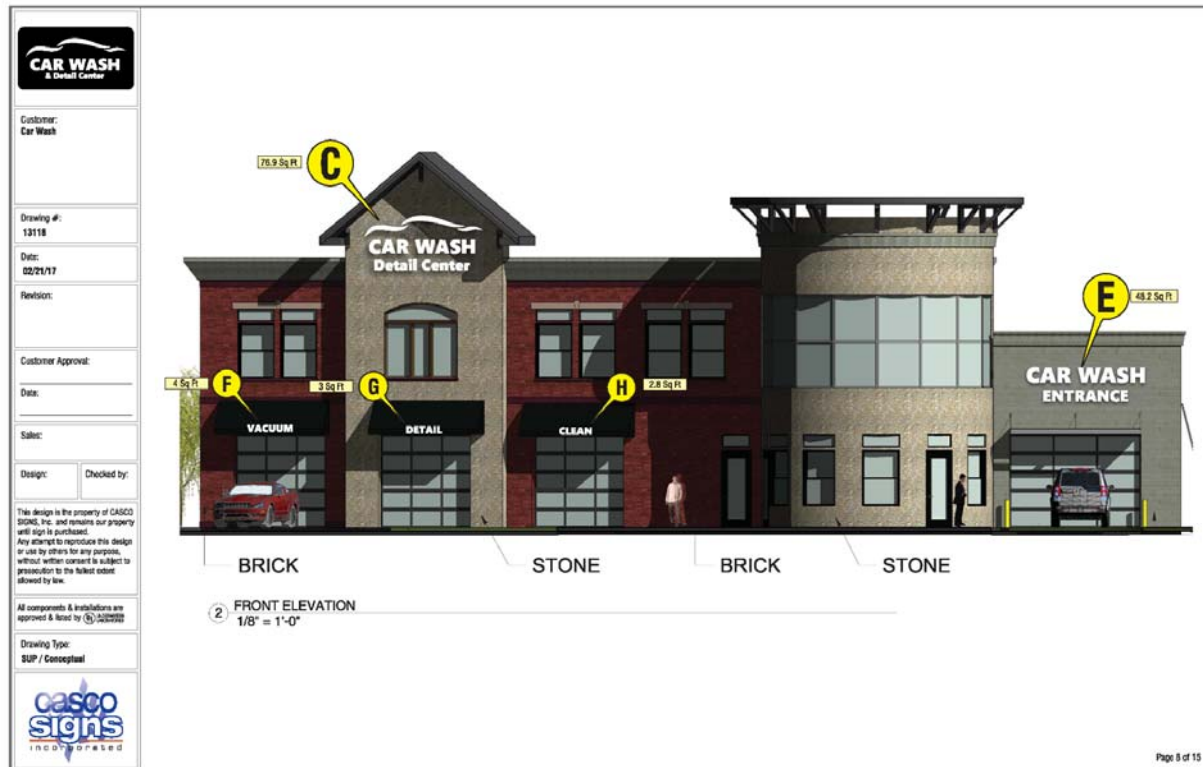 CAR WASH
& Detail Center
Customer:
Car Wash
Drawing #:
13118
Date:
02/21/17
Revision:
Customer Approval:
Date:
Sales:
Design:
Checked by:
This design is the property of CASCO
SIGNS, Inc. and remains our property
until sign is purchased.
Any attempt to reproduce this design
or use by others for any purpose,
without written consent is subject to
prosecution to the fullest extent
allowed by law.
All components & installations are
approved & listed by UL UNDERWRITERS LABORATORIES
Drawing Type:
SUP / Conceptual
casco
signs
incorporated
76.9 Sq Ft
C
CAR WASH
Detail Center
E
48.2 Sq Ft
CAR WASH
ENTRANCE
4 Sq Ft
F
3 Sq Ft
G
H
2.8 Sq Ft
VACUUM
DETAIL
CLEAN
BRICK
STONE
BRICK
STONE
2
FRONT ELEVATION
1/8" = 1'-0"
Page 8 of 15